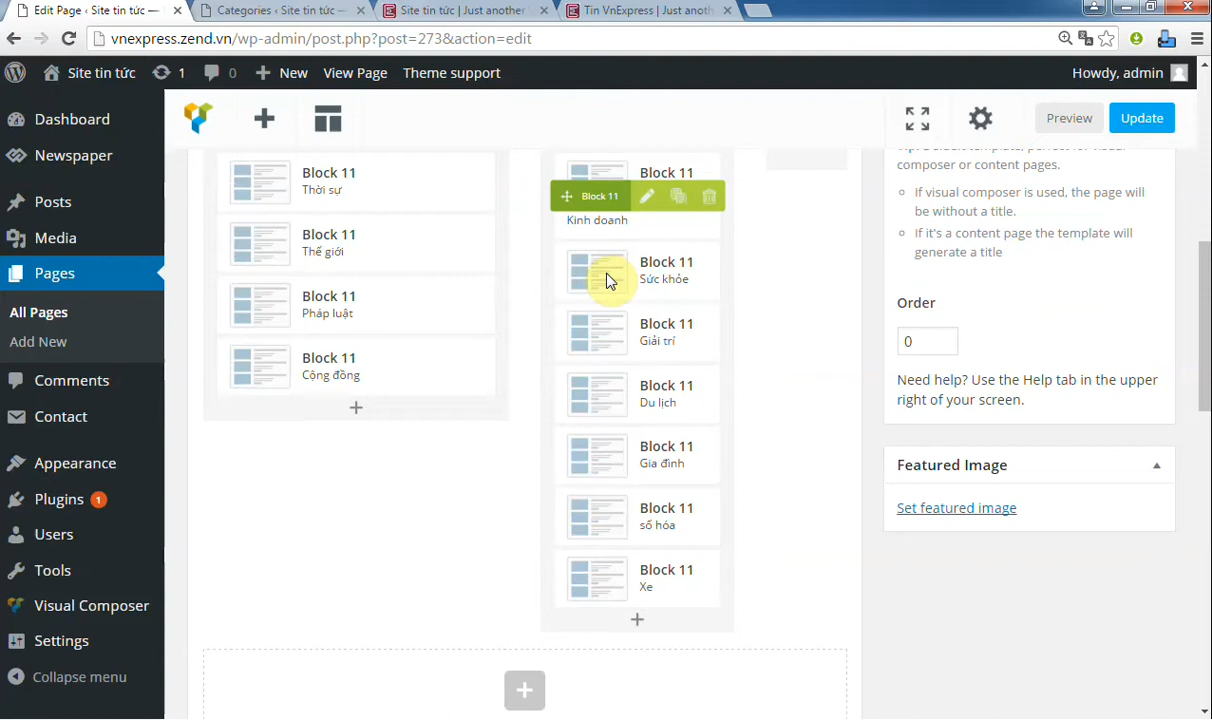 Edit Page ‹ Site tin tức —
Categories ‹ Site tin tức —
Site tin tức | Just another
Tin VnExpress | Just anoth
vnexpress.zend.vn/wp-admin/post.php?post=273&action=edit
Site tin tức
1
0
New
View Page
Theme support
Howdy, admin
Dashboard
Newspaper
Posts
Media
Pages
All Pages
Add New
Comments
Contact
Appearance
Plugins 1
Users
Tools
Visual Composer
Settings
Collapse menu
Preview
Update
Block 11
Thời sự
Block 11
Thế giới
Block 11
Pháp luật
Block 11
Cộng đồng
Block 11
Block 11
Kinh doanh
Block 11
Sức khỏe
Block 11
Giải trí
Block 11
Du lịch
Block 11
Gia đình
Block 11
số hóa
Block 11
Xe
composer or content pages.
If visual composer is used, the page will
be without a title.
If it's a content page the template will
generate a title
Order
0
Need help? Use the Help tab in the upper
right of your screen.
Featured Image
Set featured image